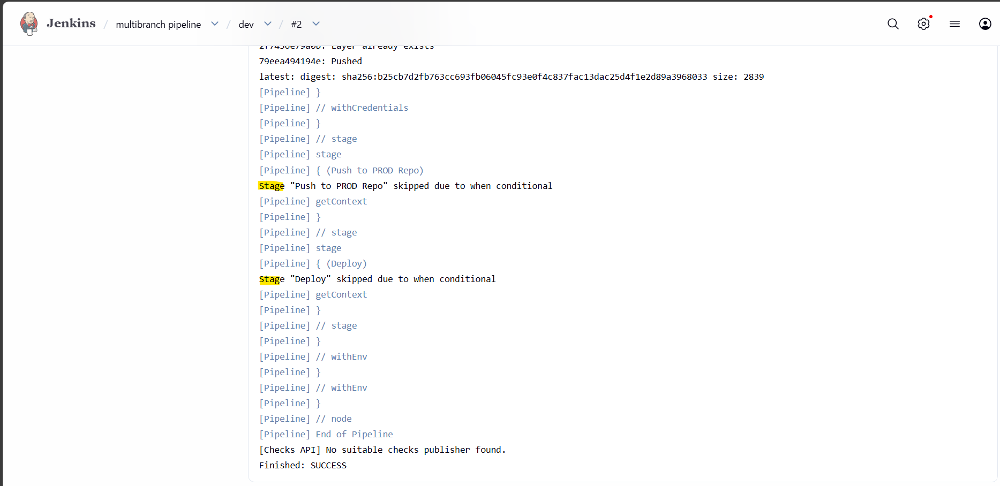 Jenkins / multibranch pipeline / dev / #2
2f7456e79a0b: Layer already exists
79eea494194e: Pushed
latest: digest: sha256:b25cb7d2fb763cc693fb06045fc93e0f4c837fac13dac25d4f1e2d89a3968033 size: 2839
[Pipeline] }
[Pipeline] // withCredentials
[Pipeline] }
[Pipeline] // stage
[Pipeline] stage
[Pipeline] { (Push to PROD Repo)
Stage "Push to PROD Repo" skipped due to when conditional
[Pipeline] getContext
[Pipeline] }
[Pipeline] // stage
[Pipeline] stage
[Pipeline] { (Deploy)
Stage "Deploy" skipped due to when conditional
[Pipeline] getContext
[Pipeline] }
[Pipeline] // stage
[Pipeline] }
[Pipeline] // withEnv
[Pipeline] }
[Pipeline] // withEnv
[Pipeline] }
[Pipeline] // node
[Pipeline] End of Pipeline
[Checks API] No suitable checks publisher found.
Finished: SUCCESS